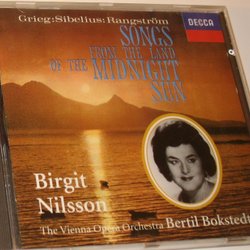 Grieg:Sibelius:Rangström
DECCA
SONGS
FROM THE LAND
OF THE MIDNIGHT
SUN
Birgit
Nilsson
The Vienna Opera Orchestra Bertil Bokstedt